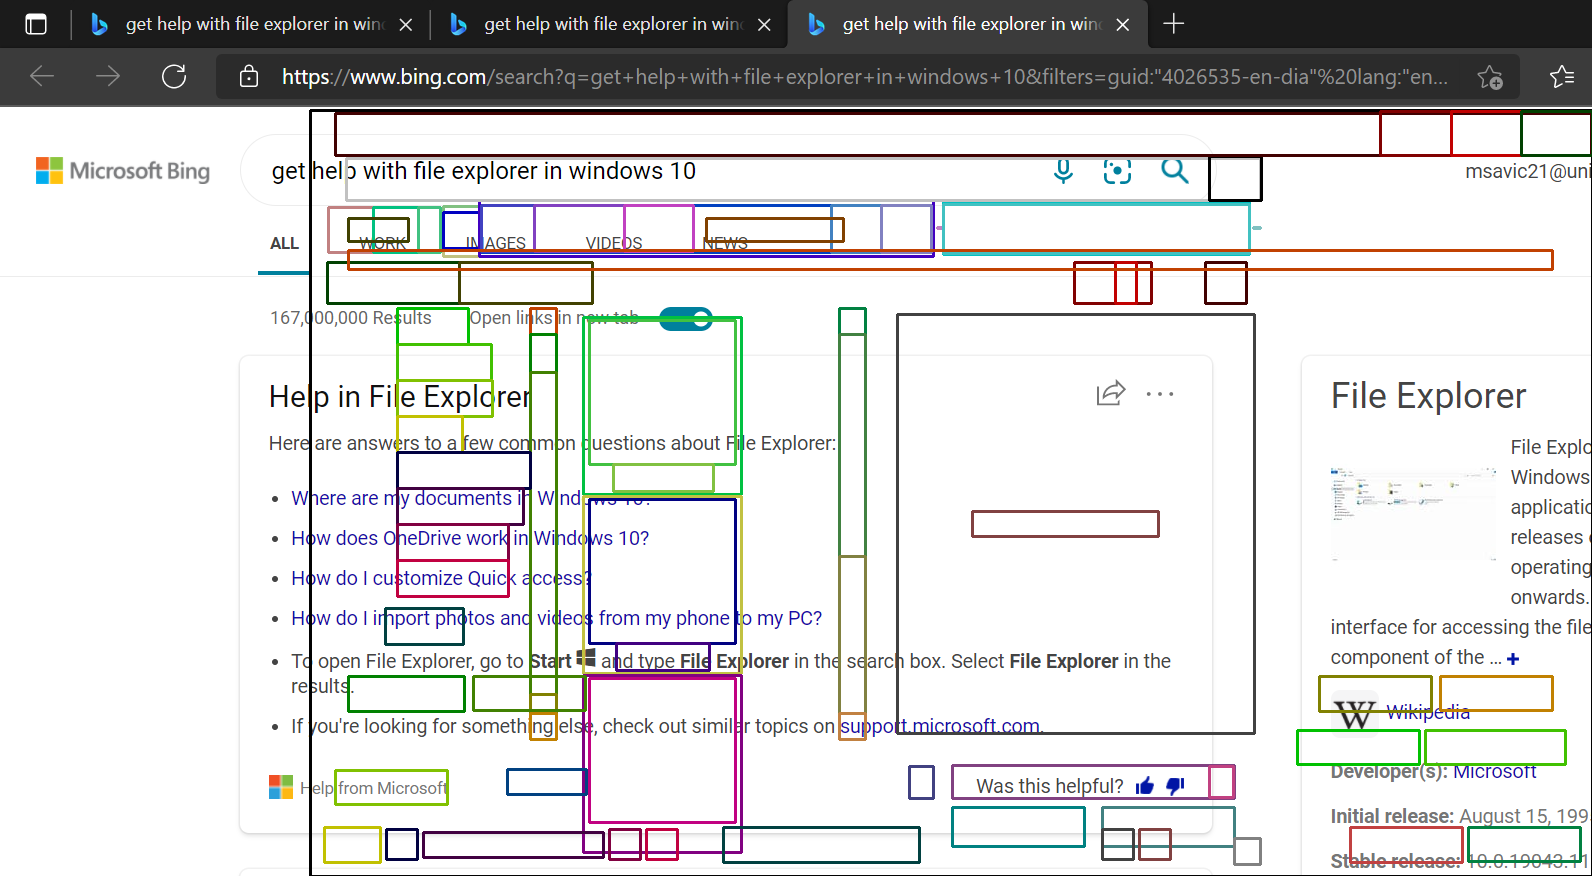 get help with file explorer in win
get help with file explorer in win
get help with file explorer in win
https://www.bing.com/search?q=get+help+with+file+explorer+in+windows+10&filters=guid:"4026535-en-dia"%20lang:"en...
Microsoft Bing
get help with file explorer in windows 10
msavic21@uni
ALL WORK IMAGES VIDEOS NEWS
167,000,000 Results Open links in new tab
Help in File Explorer
Here are answers to a few common questions about File Explorer:
• Where are my documents in Windows 10?
• How does OneDrive work in Windows 10?
• How do I customize Quick access?
• How do I import photos and videos from my phone to my PC?
• To open File Explorer, go to Start and type File Explorer in the search box. Select File Explorer in the
results.
• If you're looking for something else, check out similar topics on support.microsoft.com.
Help from Microsoft
Was this helpful?
File Explorer
File Explo
Windows
applicatio
releases
operating
onwards.
interface for accessing the file
component of the ... +
W Wikipedia
Developer(s): Microsoft
Initial release: August 15, 199
Stable release: 10.0.19043.11